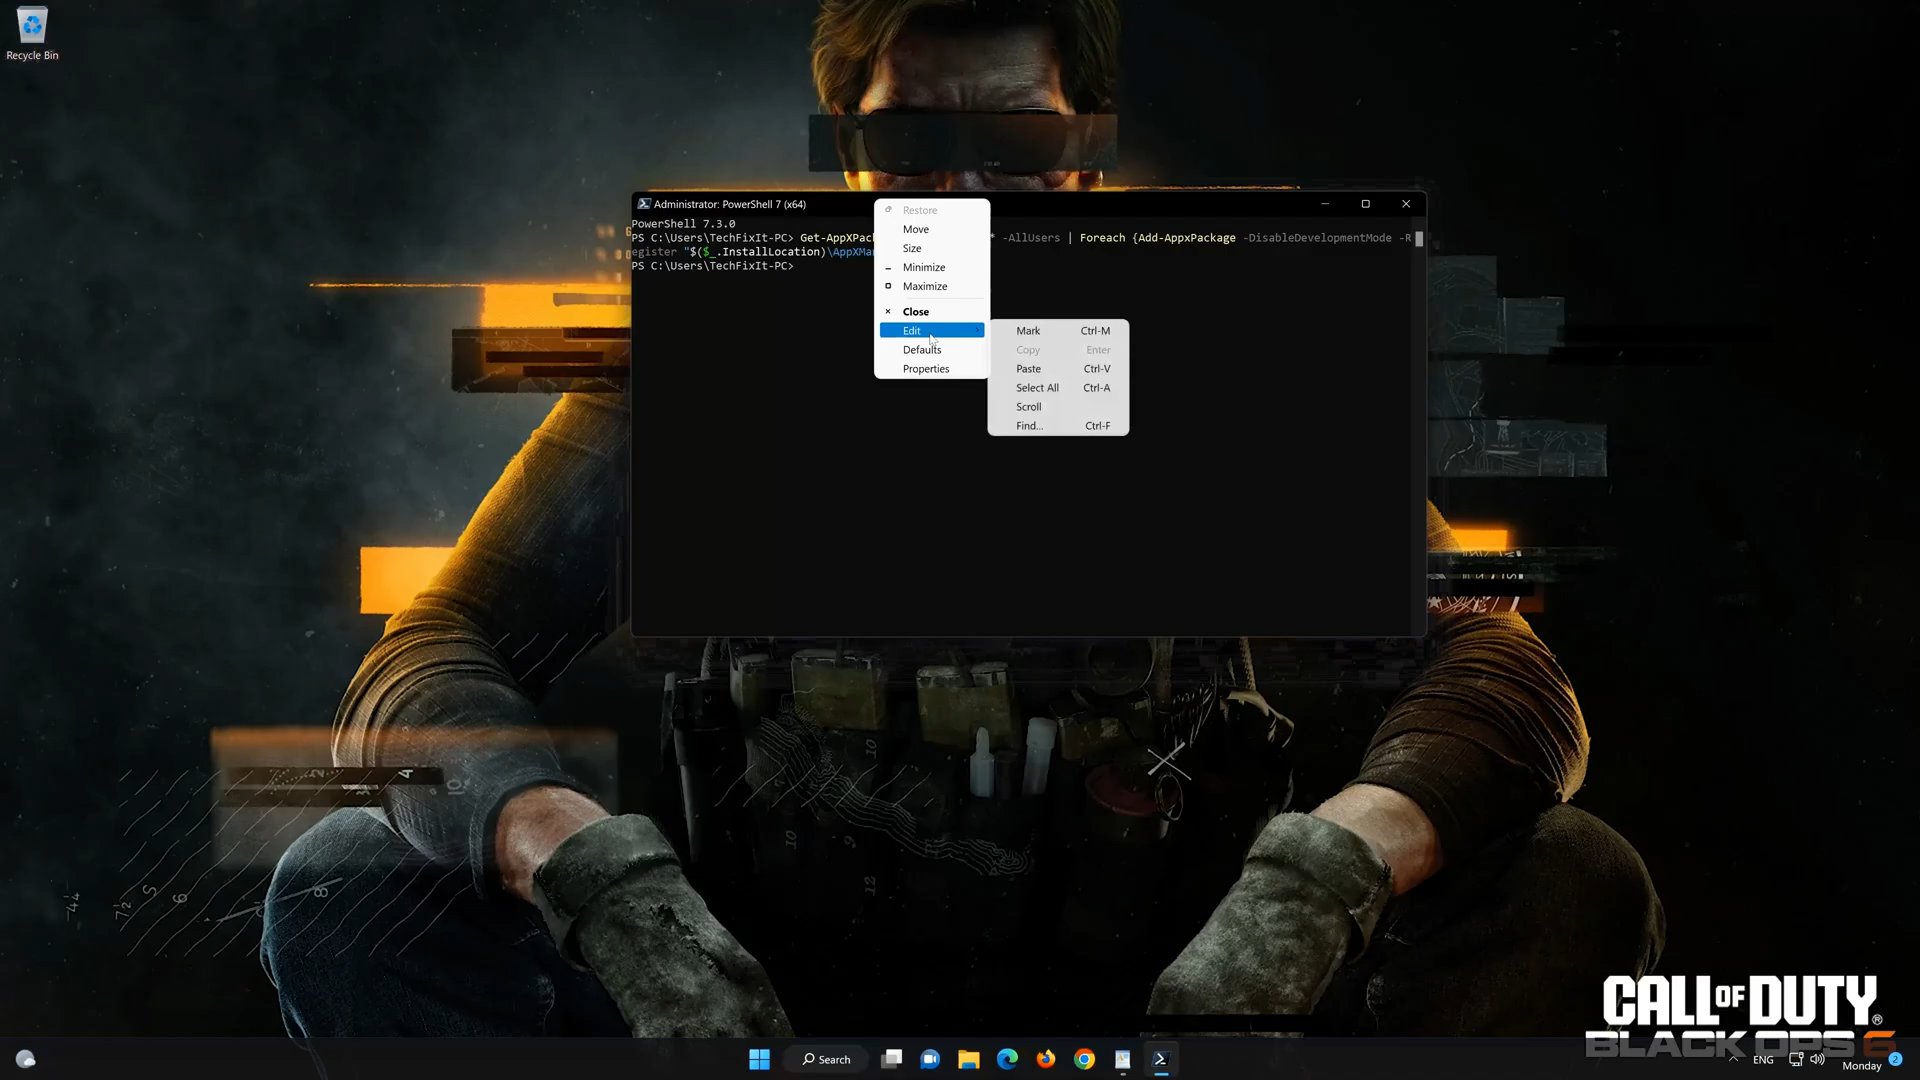 Recycle Bin
Administrator: PowerShell 7 (x64)
PowerShell 7.3.0
PS C:\Users\TechFixIt-PC> Get-AppXPac * -AllUsers | Foreach {Add-AppxPackage -DisableDevelopmentMode -R
egister "$($_.InstallLocation)\AppXMa
PS C:\Users\TechFixIt-PC>
Restore
Move
Size
Minimize
Maximize
Close
Edit
Defaults
Properties
Mark Ctrl-M
Copy Enter
Paste Ctrl-V
Select All Ctrl-A
Scroll
Find... Ctrl-F
CALL OF DUTY®
BLACK OPS 6
Search
ENG
Monday
2